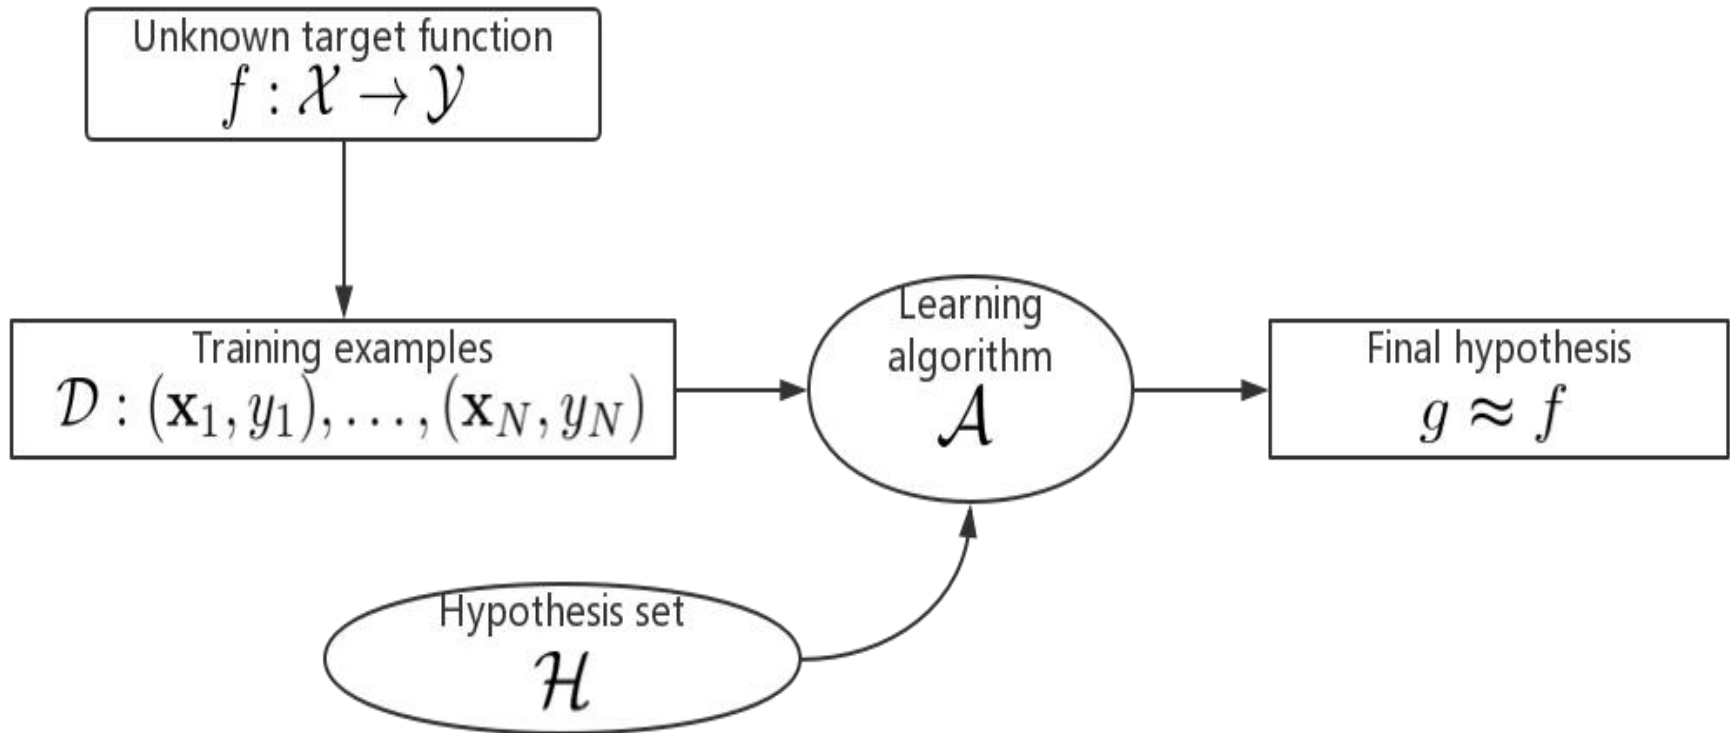 Unknown target function
f : 𝒳 → 𝒴
Training examples
𝒟 : (𝐱₁, y₁), . . . , (𝐱_N, y_N)
Learning
algorithm
𝒜
Final hypothesis
g ≈ f
Hypothesis set
ℋ